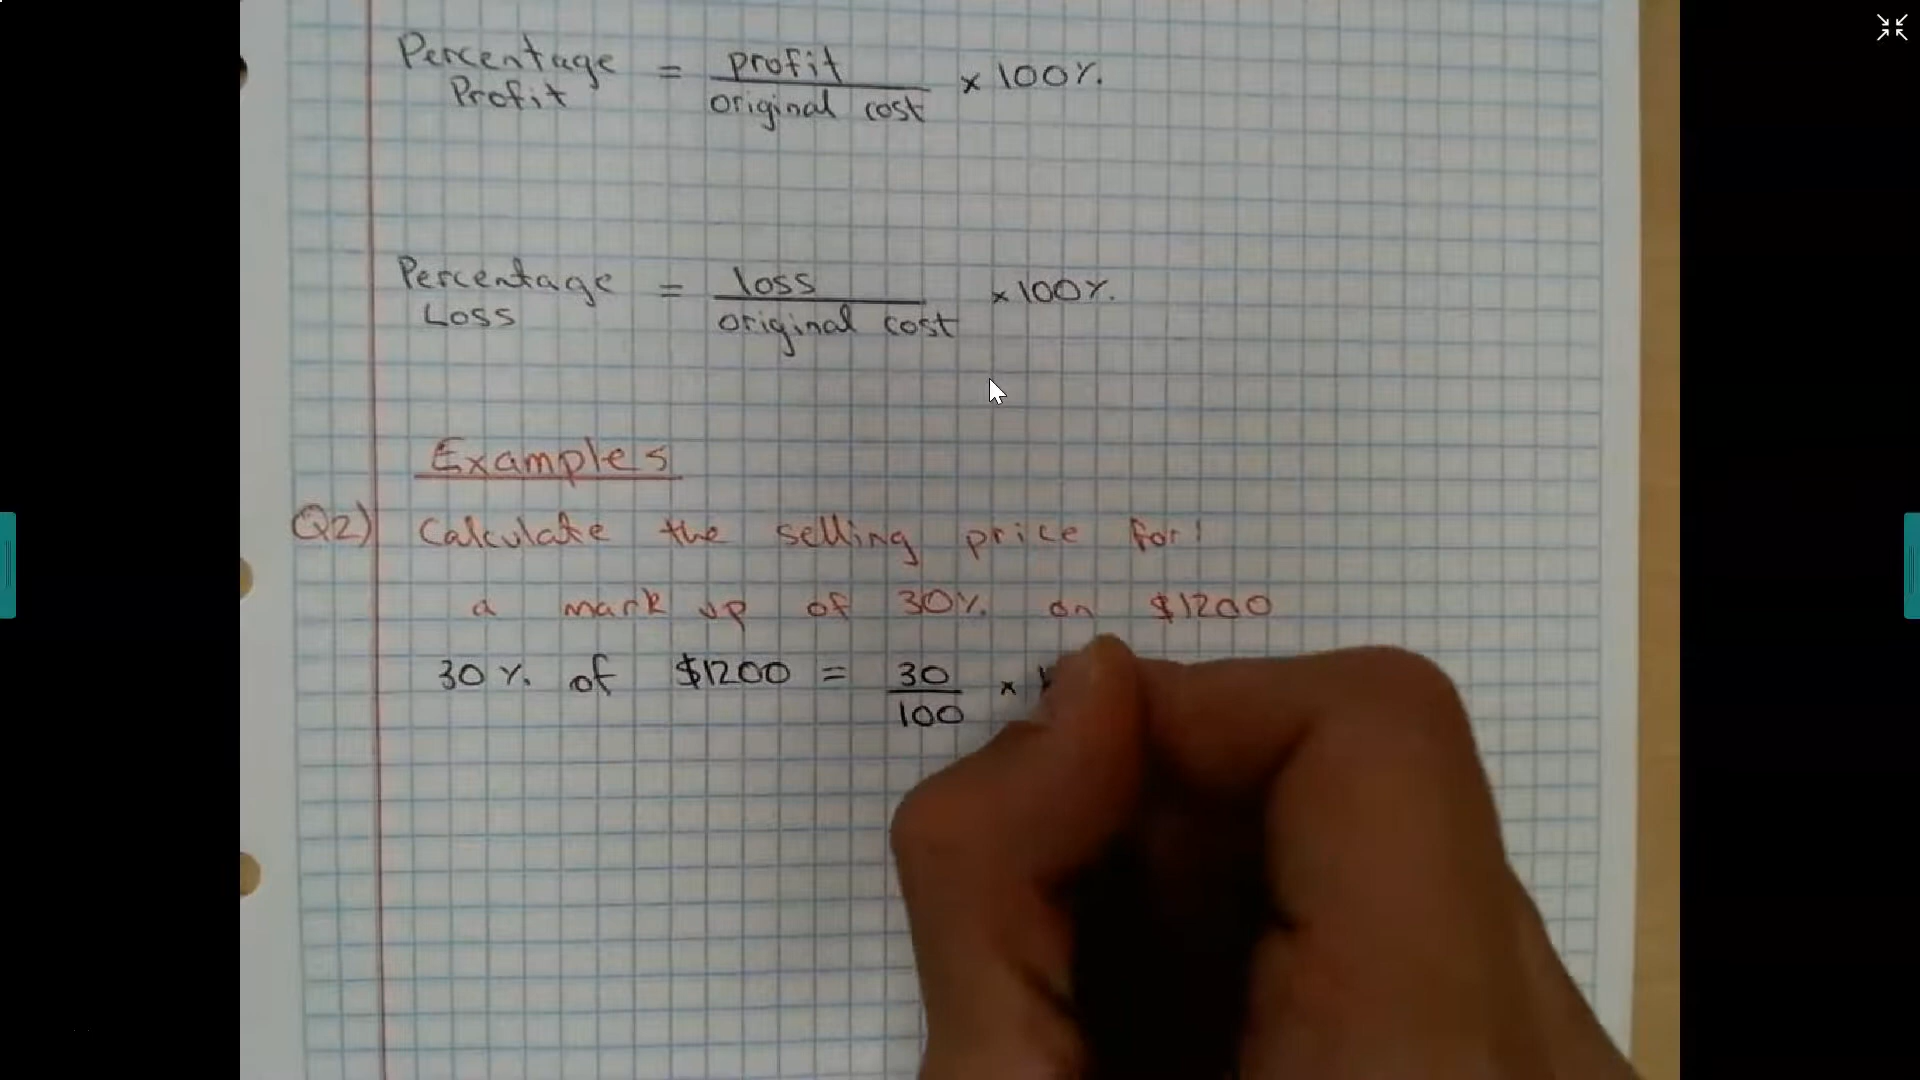 Percentage Profit = profit / original cost × 100%
Percentage Loss = loss / original cost × 100%
Examples
Q2) Calculate the selling price for:
a mark up of 30% on $1200
30% of $1200 = 30/100 ×